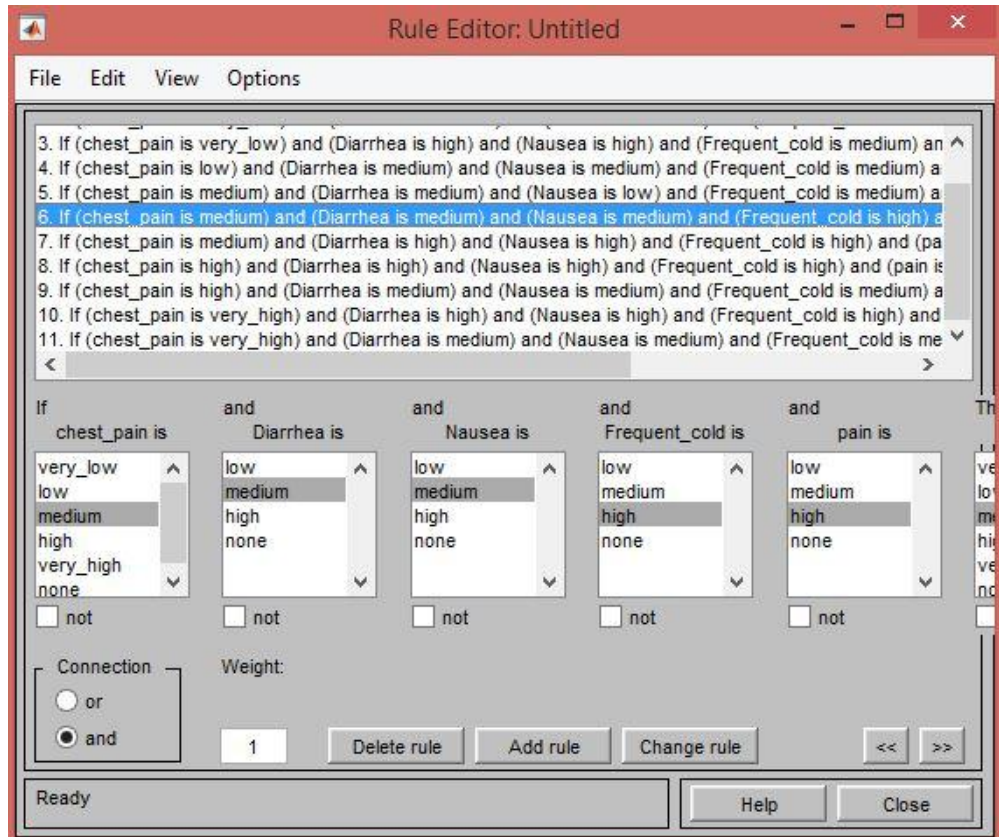 Rule Editor: Untitled
File Edit View Options
3. If (chest_pain is very_low) and (Diarrhea is high) and (Nausea is high) and (Frequent_cold is medium) an
4. If (chest_pain is low) and (Diarrhea is medium) and (Nausea is medium) and (Frequent_cold is medium) a
5. If (chest_pain is medium) and (Diarrhea is medium) and (Nausea is low) and (Frequent_cold is medium) a
6. If (chest_pain is medium) and (Diarrhea is medium) and (Nausea is medium) and (Frequent_cold is high) a
7. If (chest_pain is medium) and (Diarrhea is high) and (Nausea is high) and (Frequent_cold is high) and (pa
8. If (chest_pain is high) and (Diarrhea is high) and (Nausea is high) and (Frequent_cold is high) and (pain is
9. If (chest_pain is high) and (Diarrhea is medium) and (Nausea is medium) and (Frequent_cold is medium) a
10. If (chest_pain is very_high) and (Diarrhea is high) and (Nausea is high) and (Frequent_cold is high) and
11. If (chest_pain is very_high) and (Diarrhea is medium) and (Nausea is medium) and (Frequent_cold is me
If and and and and Th
chest_pain is Diarrhea is Nausea is Frequent_cold is pain is
very_low low low low low ve
low medium medium medium medium lo
medium high high high high me
high none none none none hi
very_high ve
none no
not not not not not
Connection Weight:
or
and 1 Delete rule Add rule Change rule << >>
Ready Help Close